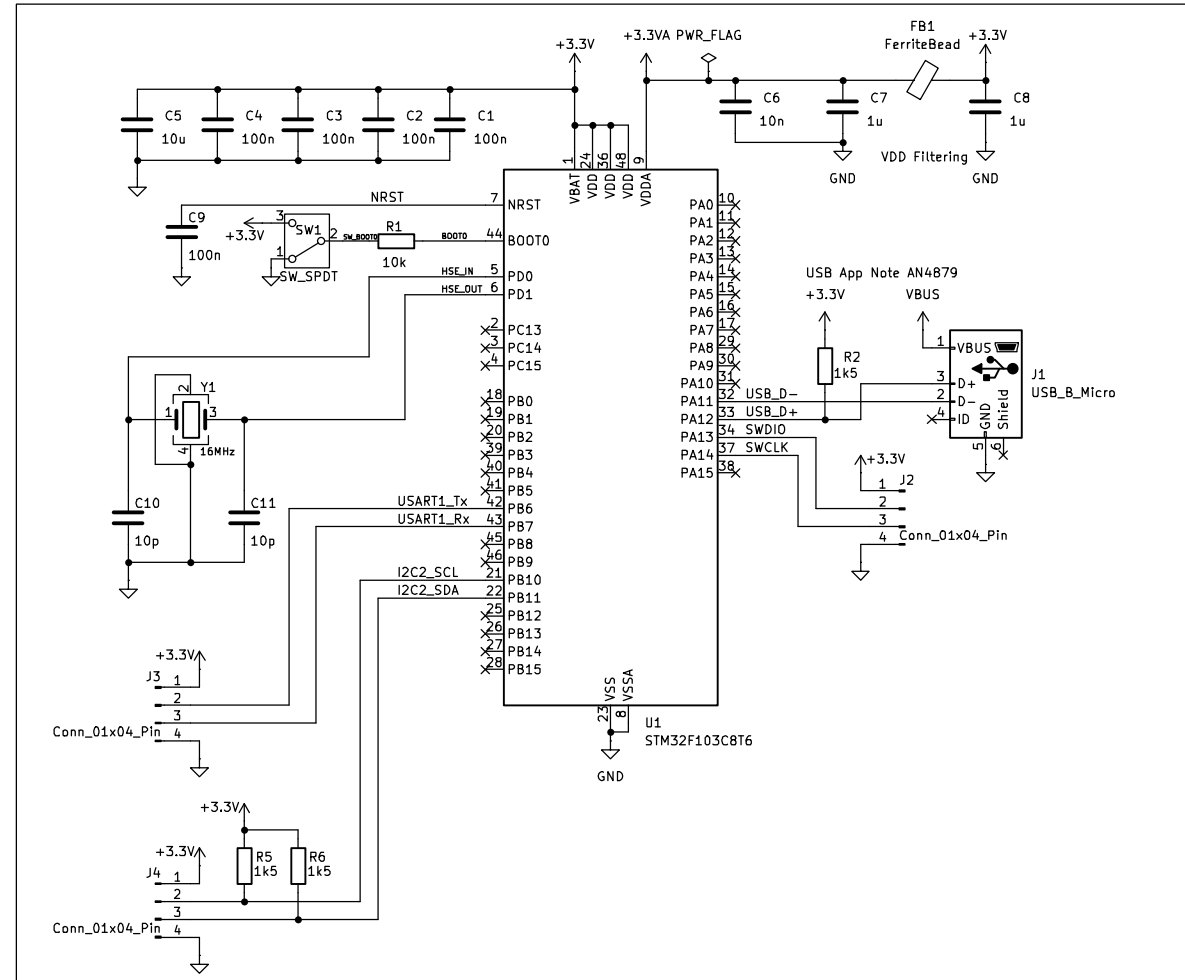 FB1
FerriteBead
+3.3V
+3.3VA PWR_FLAG
+3.3V
C5
10u
C4
100n
C3
100n
C2
100n
C1
100n
C6
10n
C7
1u
C8
1u
VDD Filtering
GND
GND
1
24
36
48
9
VBAT
VDD
VDD
VDD
VDDA
NRST
7
NRST
C9
100n
+3.3V
3
SW1
2
1
SW_SPDT
SW_BOOT0
R1
10k
BOOT0
44
BOOT0
HSE_IN
5
PD0
HSE_OUT
6
PD1
2
PC13
3
PC14
4
PC15
18
PB0
19
PB1
20
PB2
39
PB3
40
PB4
41
PB5
USART1_Tx
42
PB6
USART1_Rx
43
PB7
45
PB8
46
PB9
I2C2_SCL
21
PB10
I2C2_SDA
22
PB11
25
PB12
26
PB13
27
PB14
28
PB15
PA0
10
PA1
11
PA2
12
PA3
13
PA4
14
PA5
15
PA6
16
PA7
17
PA8
29
PA9
30
PA10
31
PA11
32
USB_D-
PA12
33
USB_D+
PA13
34
SWDIO
PA14
37
SWCLK
PA15
38
USB App Note AN4879
+3.3V
VBUS
R2
1k5
1
VBUS
3
D+
2
D-
4
ID
GND
Shield
5
6
J1
USB_B_Micro
+3.3V
J2
1
2
3
4
Conn_01x04_Pin
2
Y1
1
3
4
16MHz
C10
10p
C11
10p
+3.3V
J3
1
2
3
Conn_01x04_Pin
4
VSS
VSSA
23
8
U1
STM32F103C8T6
GND
+3.3V
R5
1k5
R6
1k5
+3.3V
J4
1
2
3
Conn_01x04_Pin
4